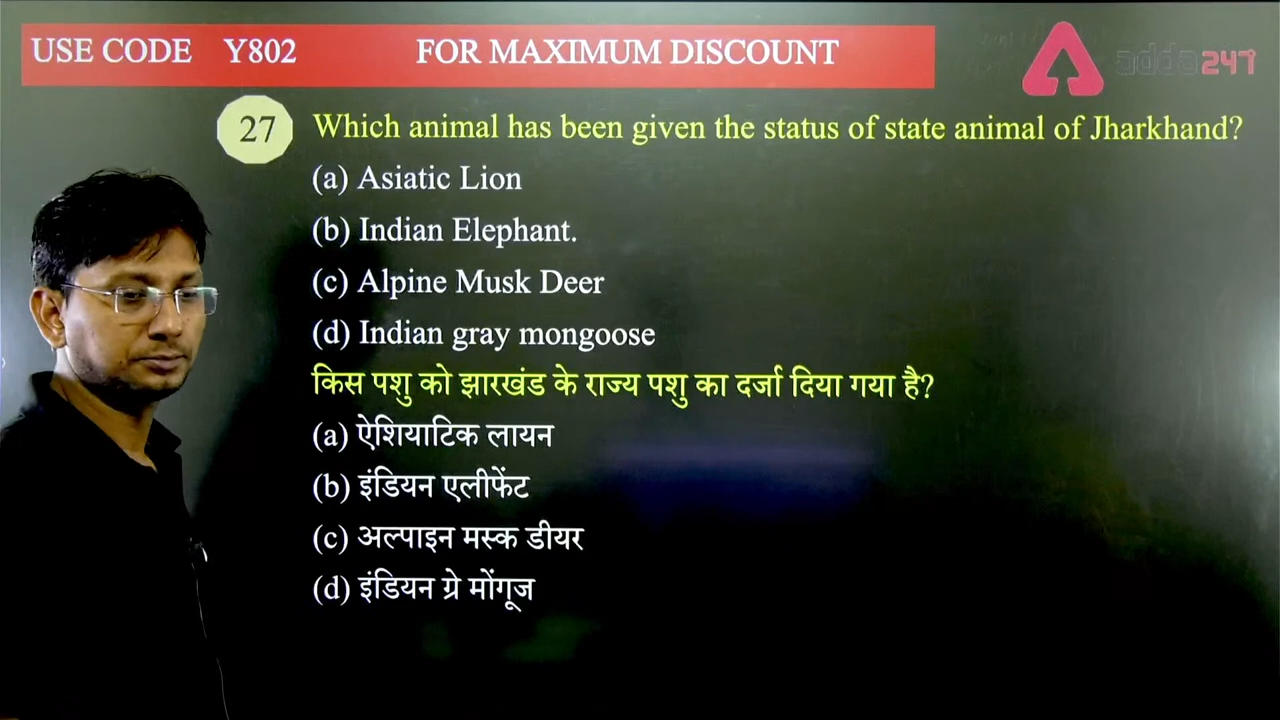 USE CODE Y802 FOR MAXIMUM DISCOUNT
adda247
27 Which animal has been given the status of state animal of Jharkhand?
(a) Asiatic Lion
(b) Indian Elephant.
(c) Alpine Musk Deer
(d) Indian gray mongoose
किस पशु को झारखंड के राज्य पशु का दर्जा दिया गया है?
(a) ऐशियाटिक लायन
(b) इंडियन एलीफेंट
(c) अल्पाइन मस्क डीयर
(d) इंडियन ग्रे मोंगूज